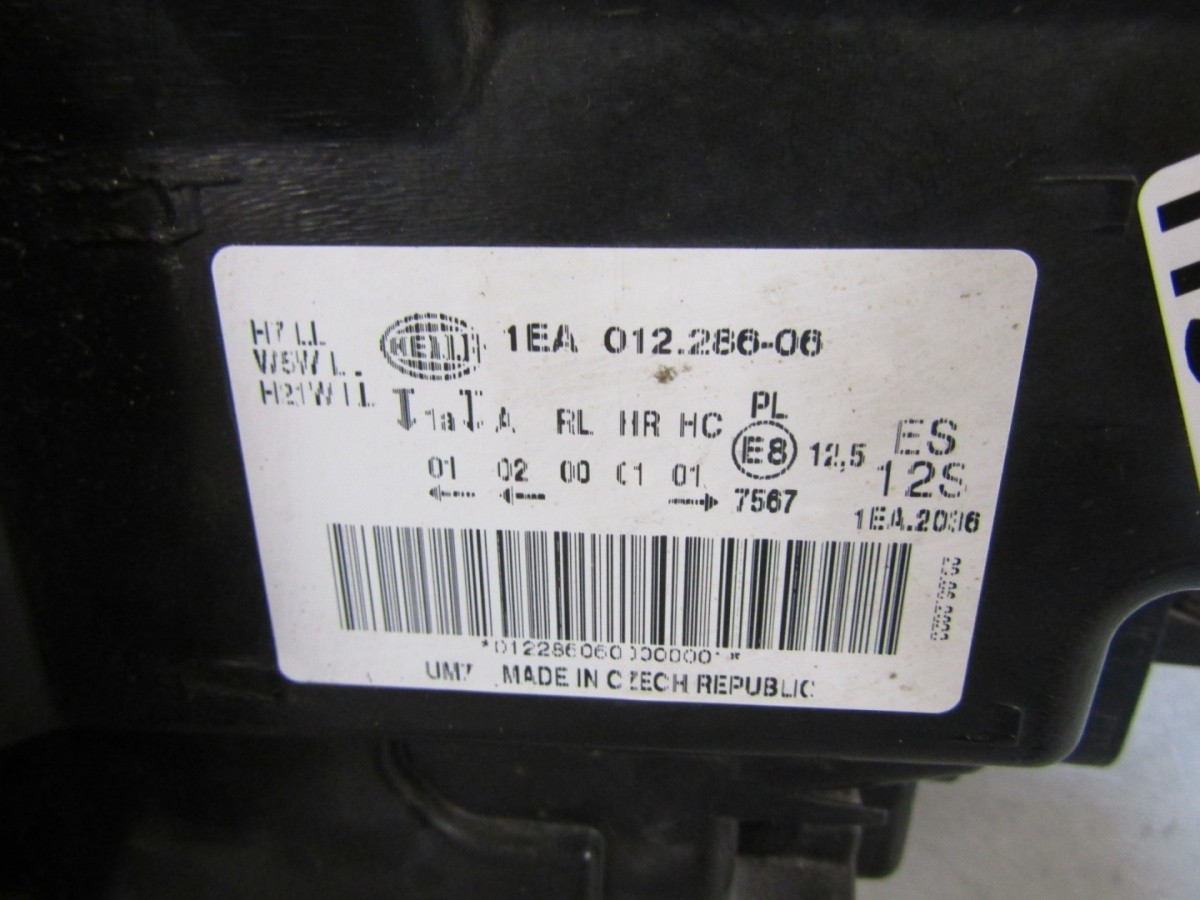 H7 LL
W5W LL
H21W LL
HELLA
1EA 012.286-06
1a A RL HR HC PL
01 02 00 01 01
E8
7567
12,5
ES
12S
1EA.2036
MADE IN CZECH REPUBLIC